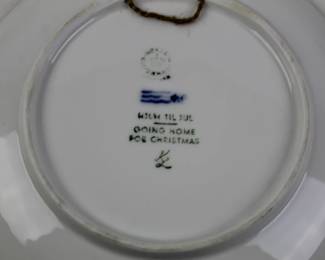 HJEM TIL JUL
GOING HOME
FOR CHRISTMAS